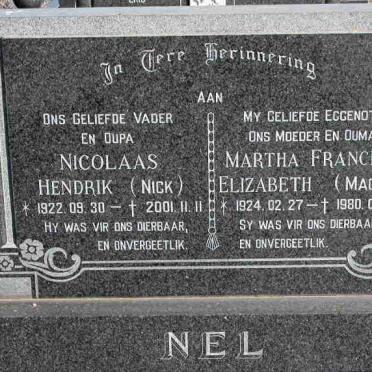 In Tere Herinnering
AAN
ONS GELIEFDE VADER
EN OUPA
NICOLAAS
HENDRIK (NICK)
* 1922.09.30 — † 2001.11.11
HY WAS VIR ONS DIERBAAR,
EN ONVERGEETLIK.
MY GELIEFDE EGGENOT
ONS MOEDER EN OUMA
MARTHA FRANC
ELIZABETH (MA
* 1924.02.27 — † 1980.0
SY WAS VIR ONS DIERBAA
EN ONVERGEETLIK.
NEL